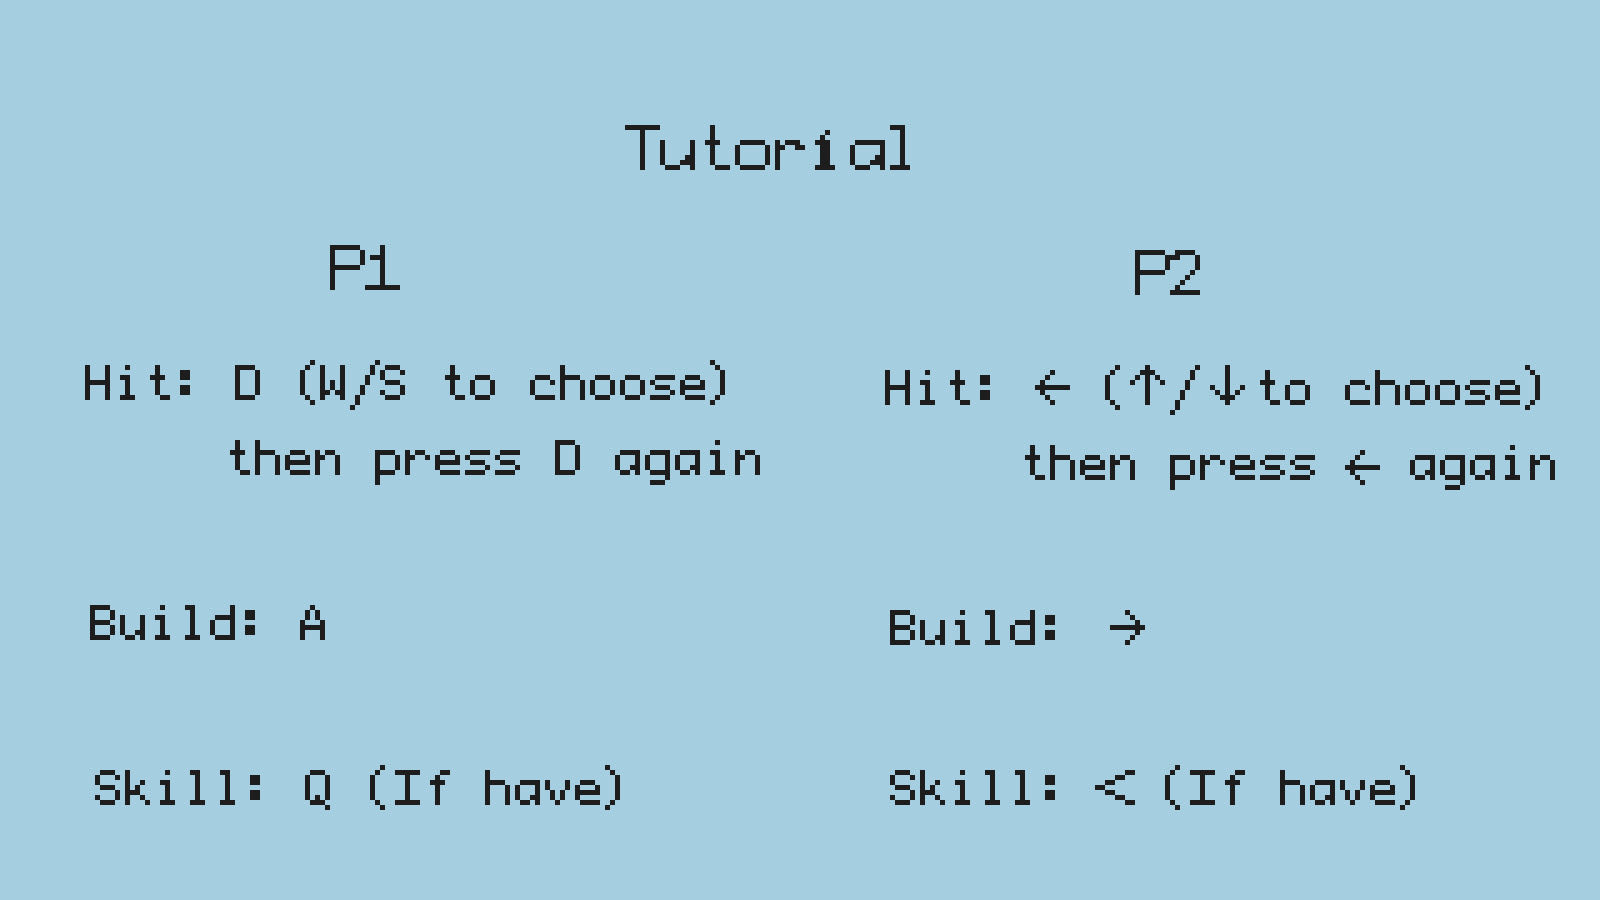 Tutorial
P1
Hit: D (W/S to choose)
then press D again
Build: A
Skill: Q (If have)
P2
Hit: ← (↑/↓to choose)
then press ← again
Build: →
Skill: < (If have)